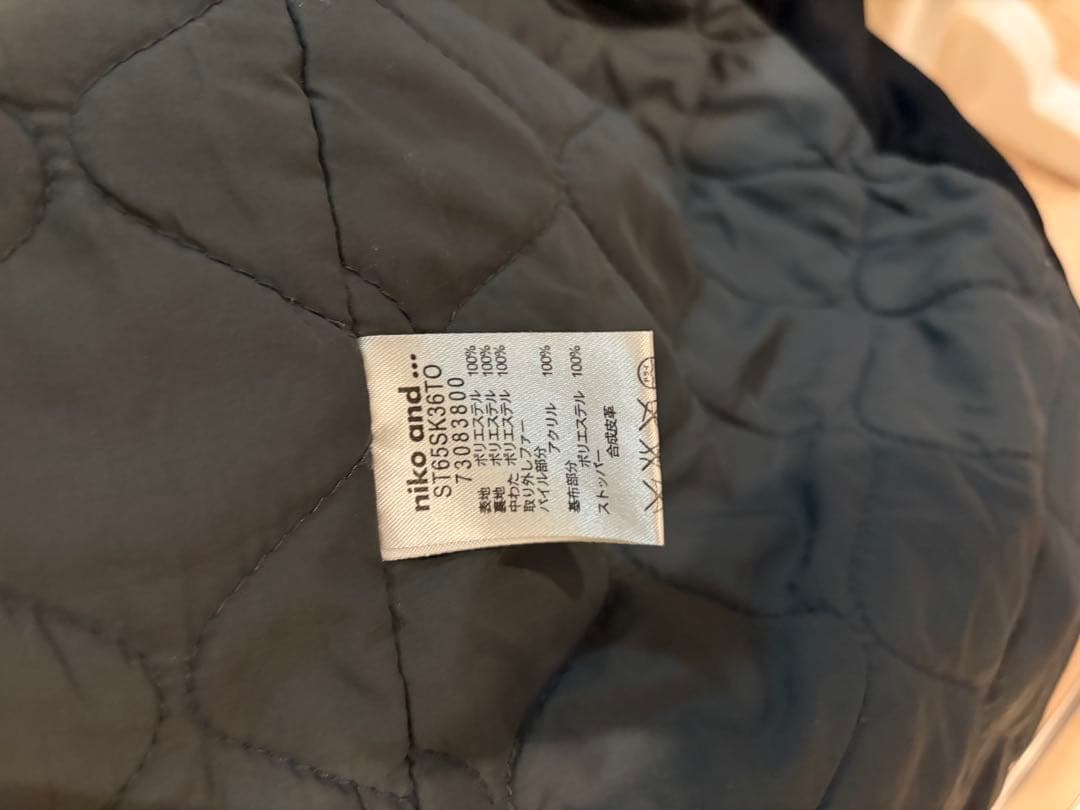 niko and ...
ST65SK36TO
73083800
表地 ポリエステル 100%
裏地 ポリエステル 100%
中わた ポリエステル 100%
取り外しファー
パイル部分
アクリル 100%
基布部分
ポリエステル 100%
ストッパー
合成皮革